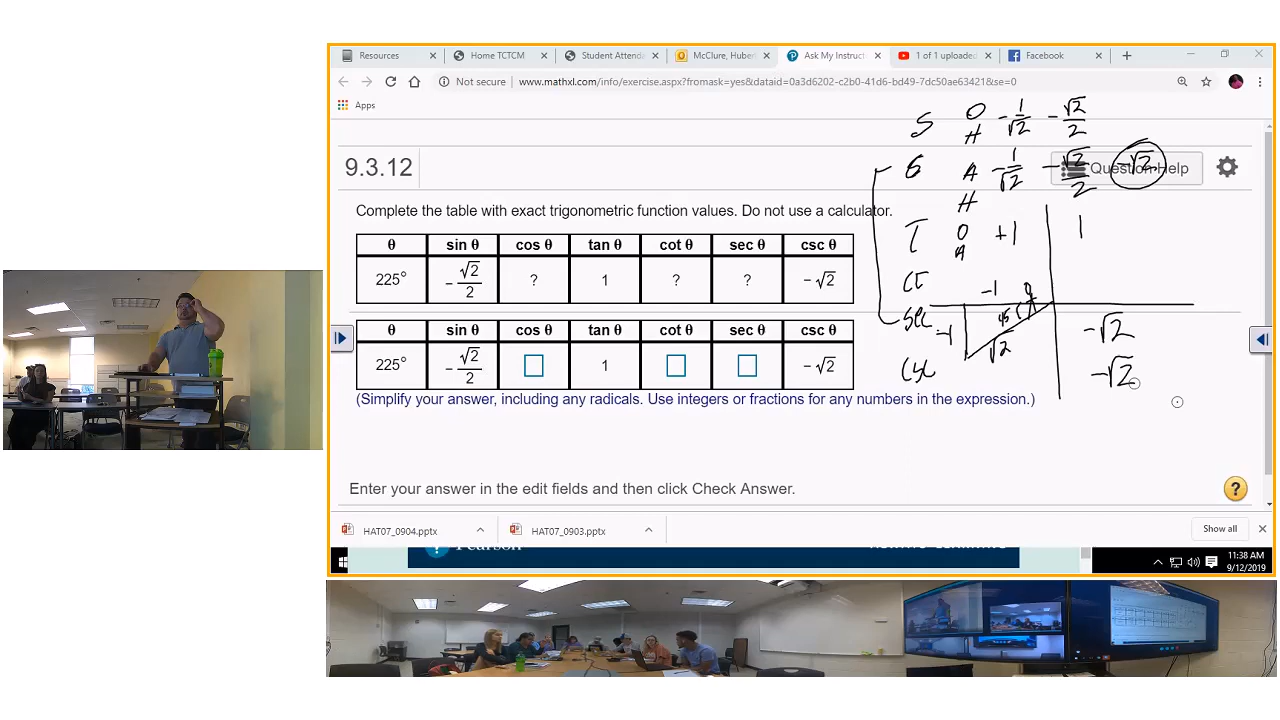 Resources × Home TCTCM × Student Attenda × McClure, Huber × Ask My Instruct × 1 of 1 uploaded × Facebook × +
Not secure | www.mathxl.com/info/exercise.aspx?fromask=yes&dataid=0a3d6202-c2b0-41d6-bd49-7dc50ae63421&se=0
Apps
S O/H -1/√2 -√2/2
9.3.12
A/H -1/√2 -√2/2 -√2
Question Help
Complete the table with exact trigonometric function values. Do not use a calculator.
T O/A +1 1
θ sin θ cos θ tan θ cot θ sec θ csc θ
225° -√2/2 ? 1 ? ? -√2
-1
45
Sec -1 √2 -√2
θ sin θ cos θ tan θ cot θ sec θ csc θ
225° -√2/2 1 -√2
Csc -√2
(Simplify your answer, including any radicals. Use integers or fractions for any numbers in the expression.)
Enter your answer in the edit fields and then click Check Answer.
?
HAT07_0904.pptx HAT07_0903.pptx Show all ×
Pearson
11:38 AM
9/12/2019